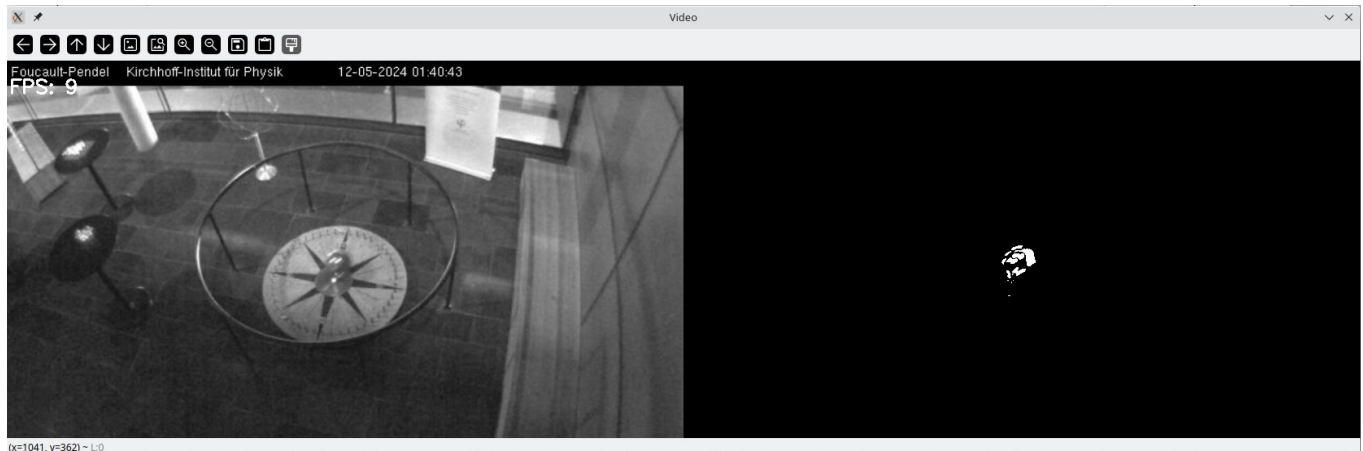 Video
Foucault-Pendel Kirchhoff-Institut für Physik 12-05-2024 01:40:43
FPS: 9
(x=1041, y=362) ~ L:0